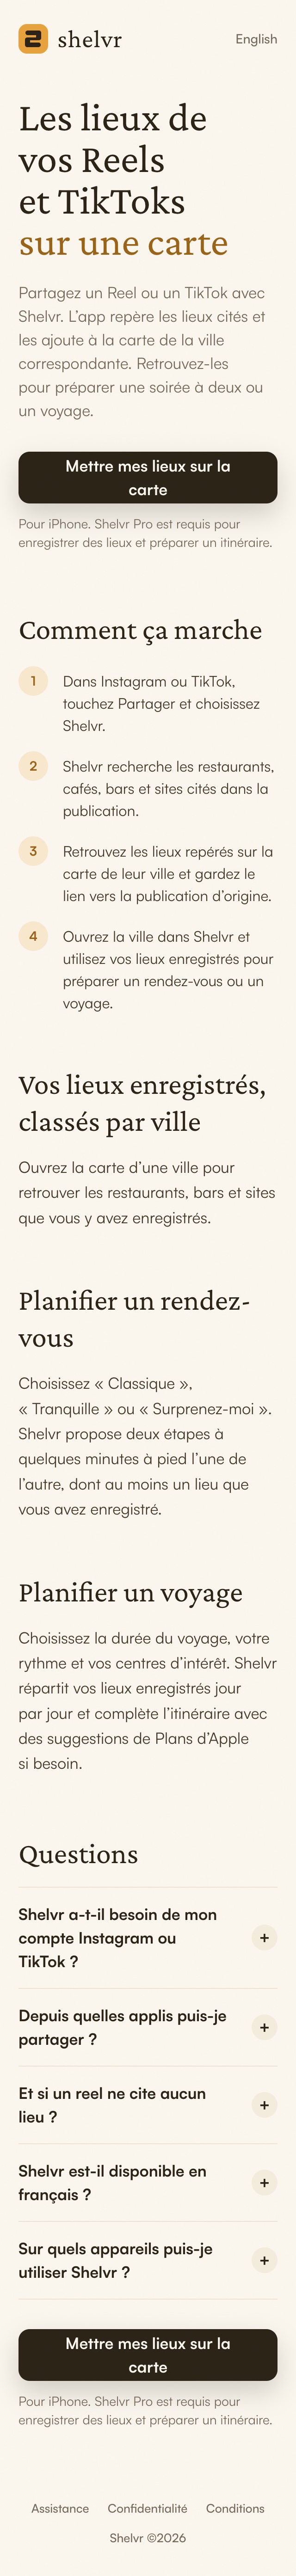 shelvr
English
Les lieux de
vos Reels
et TikToks
sur une carte
Partagez un Reel ou un TikTok avec
Shelvr. L’app repère les lieux cités et
les ajoute à la carte de la ville
correspondante. Retrouvez-les
pour préparer une soirée à deux ou
un voyage.
Mettre mes lieux sur la
carte
Pour iPhone. Shelvr Pro est requis pour
enregistrer des lieux et préparer un itinéraire.
Comment ça marche
1
Dans Instagram ou TikTok,
touchez Partager et choisissez
Shelvr.
2
Shelvr recherche les restaurants,
cafés, bars et sites cités dans la
publication.
3
Retrouvez les lieux repérés sur la
carte de leur ville et gardez le
lien vers la publication d’origine.
4
Ouvrez la ville dans Shelvr et
utilisez vos lieux enregistrés pour
préparer un rendez-vous ou un
voyage.
Vos lieux enregistrés,
classés par ville
Ouvrez la carte d’une ville pour
retrouver les restaurants, bars et sites
que vous y avez enregistrés.
Planifier un rendez-
vous
Choisissez « Classique »,
« Tranquille » ou « Surprenez-moi ».
Shelvr propose deux étapes à
quelques minutes à pied l’une de
l’autre, dont au moins un lieu que
vous avez enregistré.
Planifier un voyage
Choisissez la durée du voyage, votre
rythme et vos centres d’intérêt. Shelvr
répartit vos lieux enregistrés jour
par jour et complète l’itinéraire avec
des suggestions de Plans d’Apple
si besoin.
Questions
Shelvr a-t-il besoin de mon
compte Instagram ou
TikTok ?
Depuis quelles applis puis-je
partager ?
Et si un reel ne cite aucun
lieu ?
Shelvr est-il disponible en
français ?
Sur quels appareils puis-je
utiliser Shelvr ?
Mettre mes lieux sur la
carte
Pour iPhone. Shelvr Pro est requis pour
enregistrer des lieux et préparer un itinéraire.
Assistance Confidentialité Conditions
Shelvr ©2026